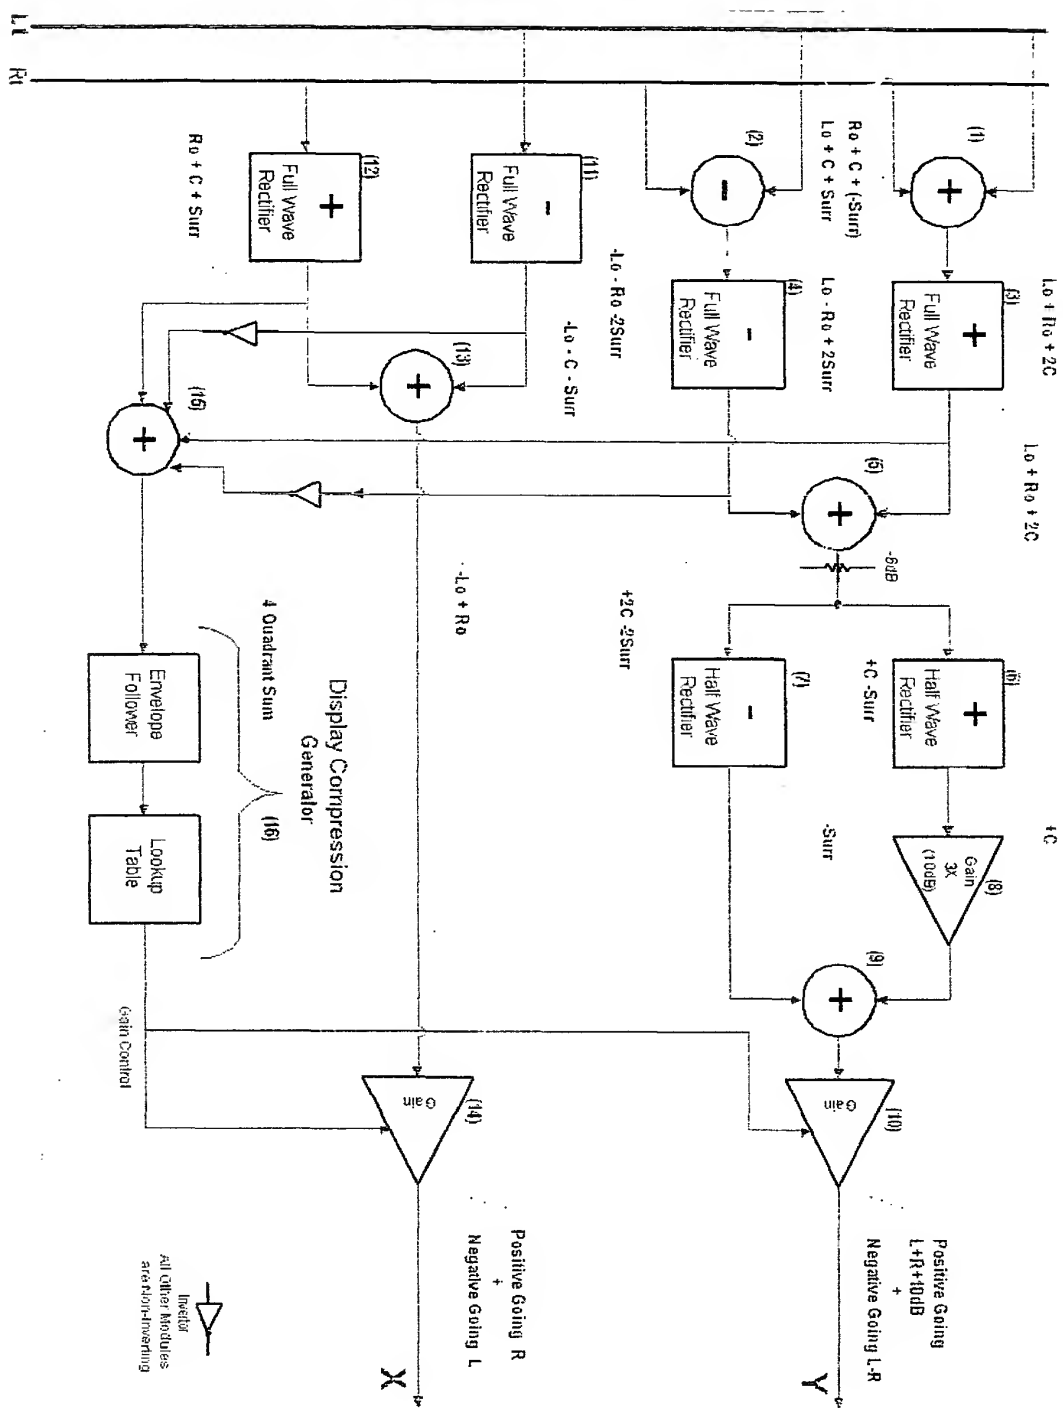 Lt
Rt
(1)
+
(2)
-
Ro + C + (-Surr)
Lo + C + Surr
Lo + Ro + 2C
(3)
+
Full Wave
Rectifier
(4)
-
Full Wave
Rectifier
Lo - Ro + 2Surr
-Lo - Ro -2Surr
(11)
-
Full Wave
Rectifier
(12)
+
Full Wave
Rectifier
Ro + C + Surr
-Lo - C - Surr
(13)
+
(15)
+
Lo + Ro + 2C
(5)
+
-6dB
+2C -2Surr
-Lo + Ro
4 Quadrant Sum
(6)
+
Half Wave
Rectifier
+C -Surr
(7)
-
Half Wave
Rectifier
+C
-Surr
Envelope
Follower
Lookup
Table
Display Compression
Generator
(16)
(8)
Gain
3X
(10dB)
(9)
+
(10)
Gain
(14)
Gain
Gain Control
Positive Going
L+R+10dB
+
Negative Going L-R
Positive Going R
+
Negative Going L
Y
X
Invertor
All Other Modules
are Non-Inverting